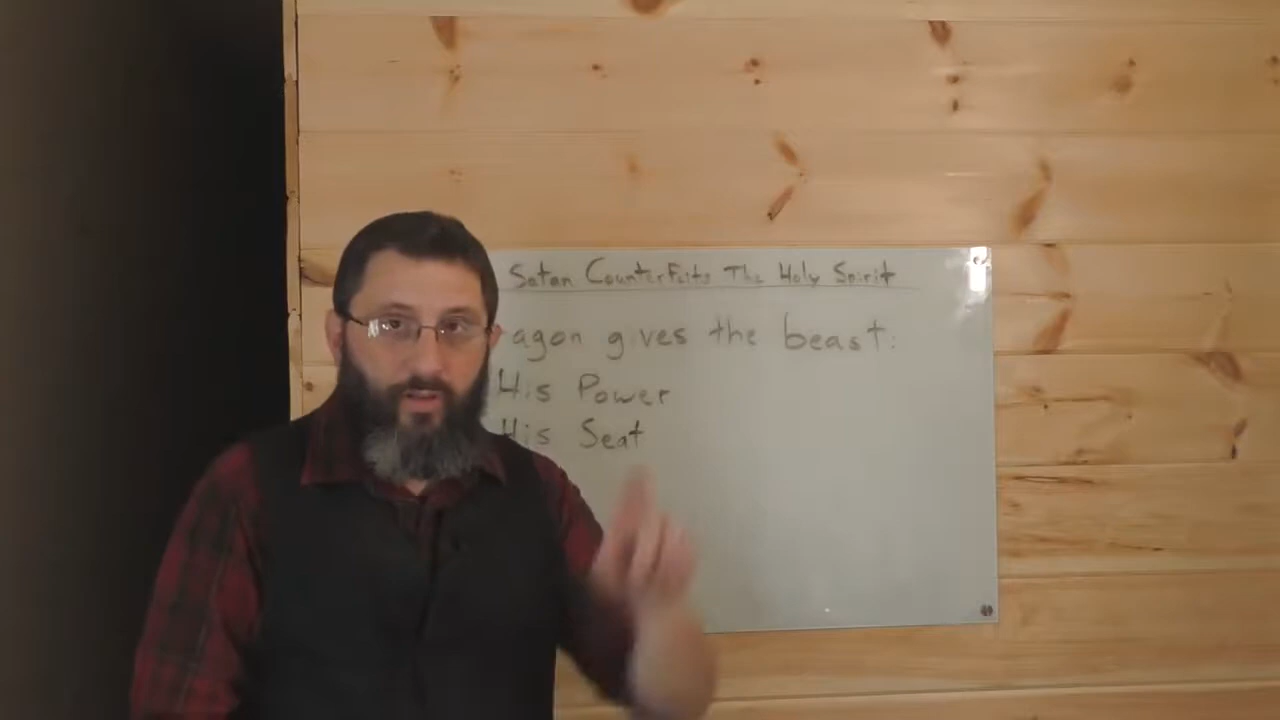 Satan Counterfeits The Holy Spirit
agon gives the beast:
His Power
His Seat